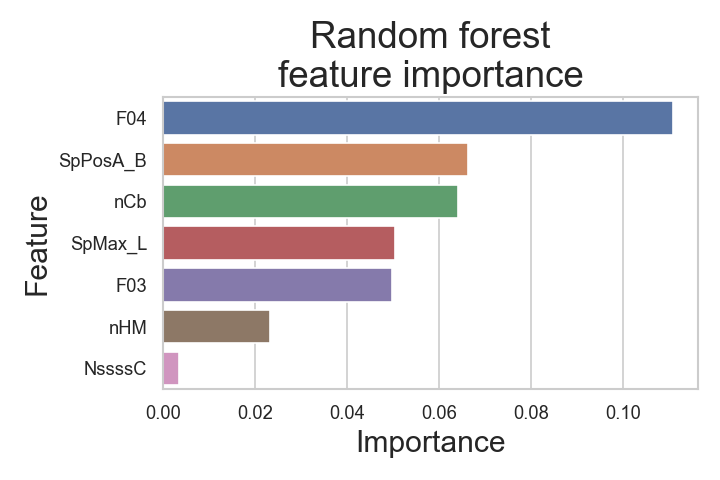 Random forest
feature importance
Feature
F04
SpPosA_B
nCb
SpMax_L
F03
nHM
NssssC
0.00 0.02 0.04 0.06 0.08 0.10
Importance